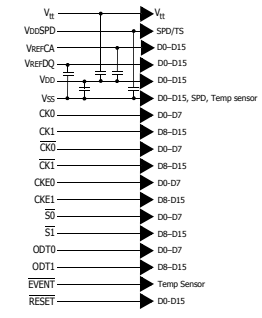 Vtt Vtt
VDDSPD SPD/TS
VREFCA D0–D15
VREFDQ D0–D15
VDD D0–D15
VSS D0–D15, SPD, Temp sensor
CK0 D0–D7
CK1 D8–D15
CK0 D0–D7
CK1 D8–D15
CKE0 D0-D7
CKE1 D8-D15
S0 D0–D7
S1 D8–D15
ODT0 D0–D7
ODT1 D8–D15
EVENT Temp Sensor
RESET D0-D15